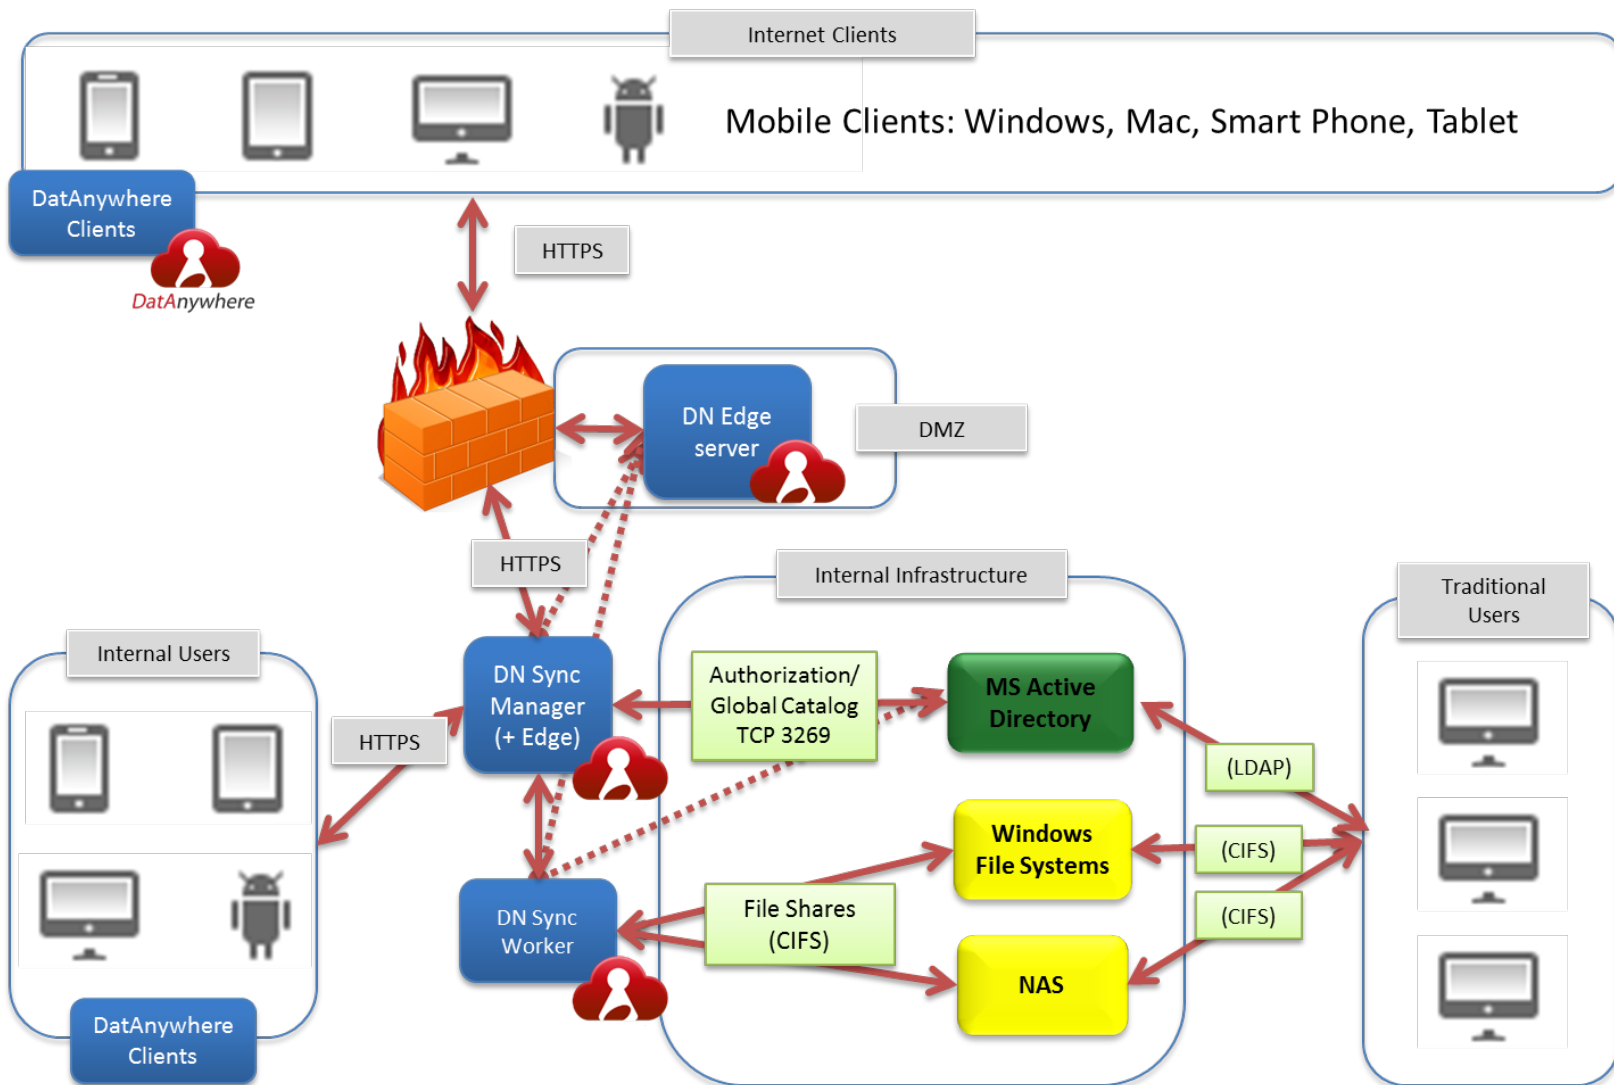 Internet Clients
Mobile Clients: Windows, Mac, Smart Phone, Tablet
DatAnywhere
Clients
DatAnywhere
HTTPS
DN Edge
server
DMZ
HTTPS
Internal Infrastructure
Traditional
Users
Internal Users
DN Sync
Manager
(+ Edge)
Authorization/
Global Catalog
TCP 3269
MS Active
Directory
HTTPS
(LDAP)
Windows
File Systems
(CIFS)
DN Sync
Worker
File Shares
(CIFS)
(CIFS)
NAS
DatAnywhere
Clients